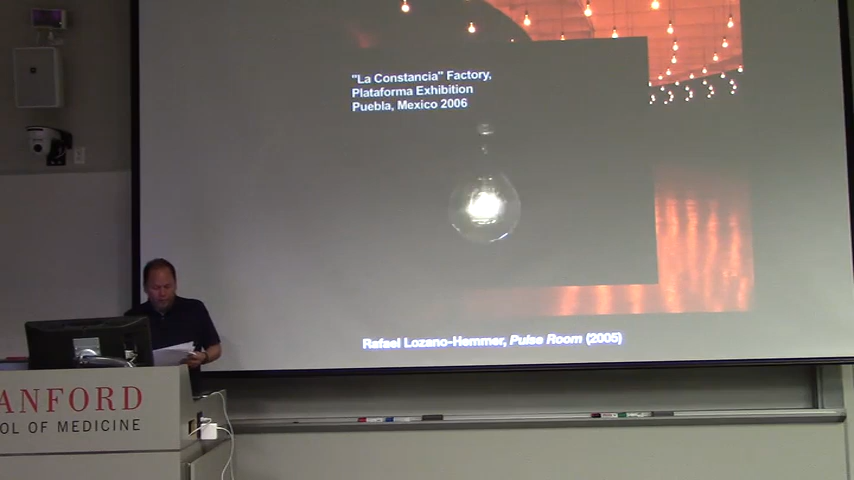 "La Constancia" Factory,
Plataforma Exhibition
Puebla, Mexico 2006
Rafael Lozano-Hemmer, Pulse Room (2005)
ANFORD
OL OF MEDICINE